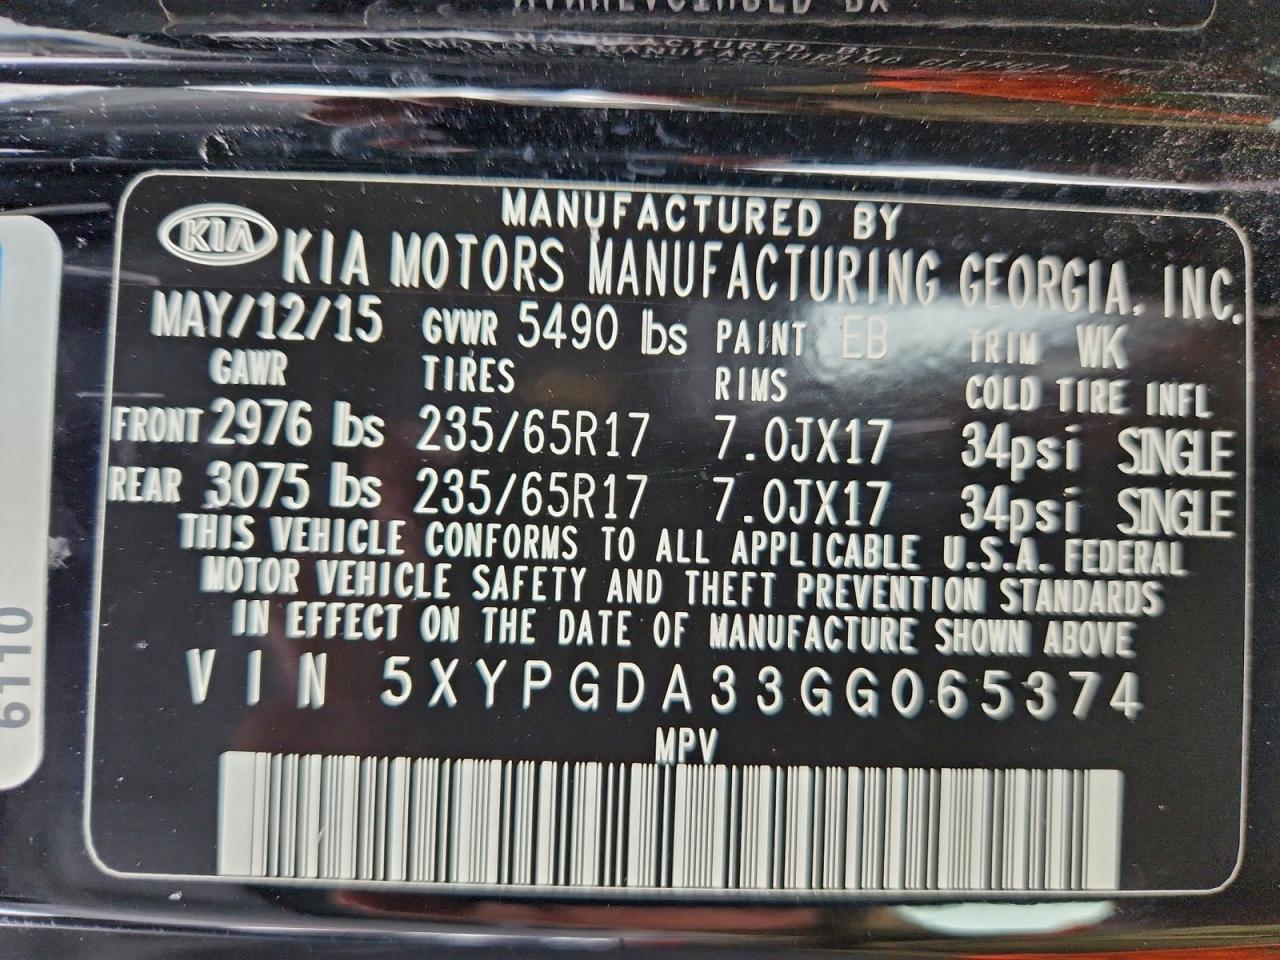 MANUFACTURED BY
KIA KIA MOTORS MANUFACTURING GEORGIA, INC.
MAY/12/15 GVWR 5490 lbs PAINT EB TRIM WK
GAWR TIRES RIMS COLD TIRE INFL
FRONT 2976 lbs 235/65R17 7.0JX17 34psi SINGLE
REAR 3075 lbs 235/65R17 7.0JX17 34psi SINGLE
THIS VEHICLE CONFORMS TO ALL APPLICABLE U.S.A. FEDERAL
MOTOR VEHICLE SAFETY AND THEFT PREVENTION STANDARDS
IN EFFECT ON THE DATE OF MANUFACTURE SHOWN ABOVE
VIN 5XYPGDA33GG065374
MPV
6110